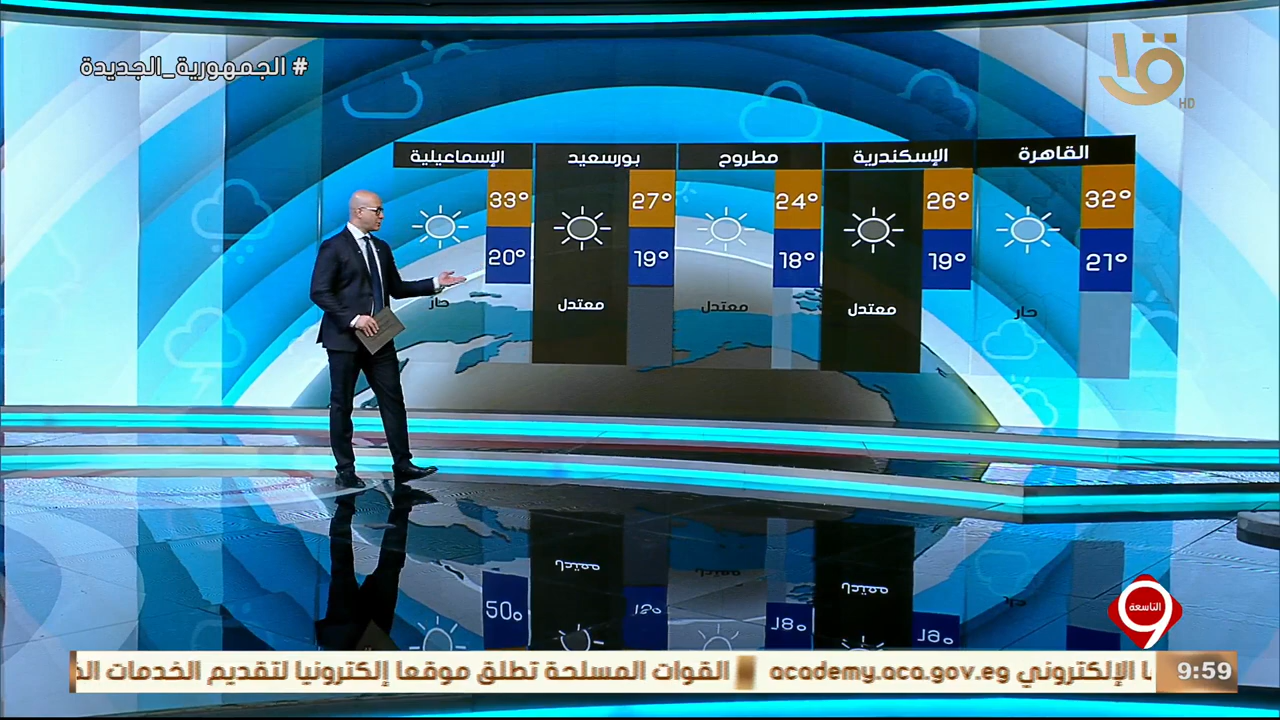 # الجمهورية_الجديدة
HD
القاهرة
32°
21°
حار
الإسكندرية
26°
19°
معتدل
مطروح
24°
18°
معتدل
بورسعيد
27°
19°
معتدل
الإسماعيلية
33°
20°
حار
التاسعة
9
9:59
الإلكتروني academy.aca.gov.eg القوات المسلحة تطلق موقعا إلكترونيا لتقديم الخدمات